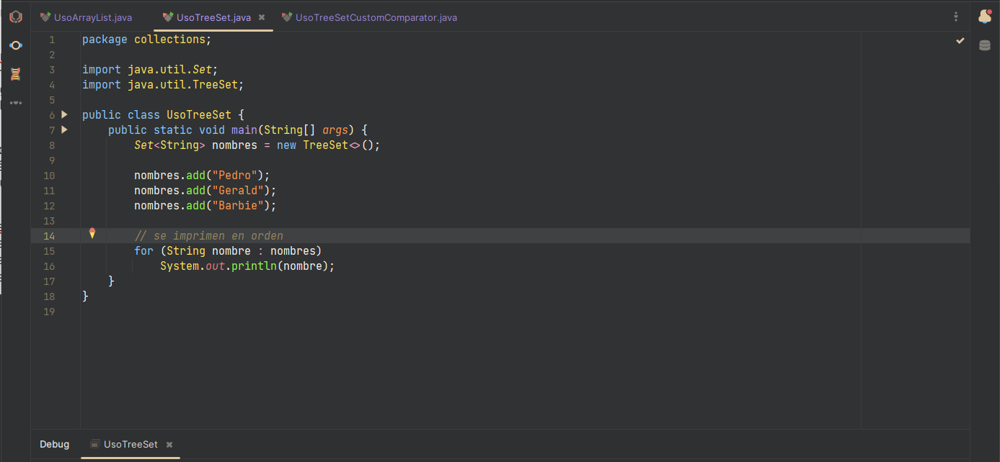 UsoArrayList.java UsoTreeSet.java UsoTreeSetCustomComparator.java
1 package collections;
2
3 import java.util.Set;
4 import java.util.TreeSet;
5
6 public class UsoTreeSet {
7 public static void main(String[] args) {
8 Set<String> nombres = new TreeSet<>();
9
10 nombres.add("Pedro");
11 nombres.add("Gerald");
12 nombres.add("Barbie");
13
14 // se imprimen en orden
15 for (String nombre : nombres)
16 System.out.println(nombre);
17 }
18 }
19
Debug UsoTreeSet